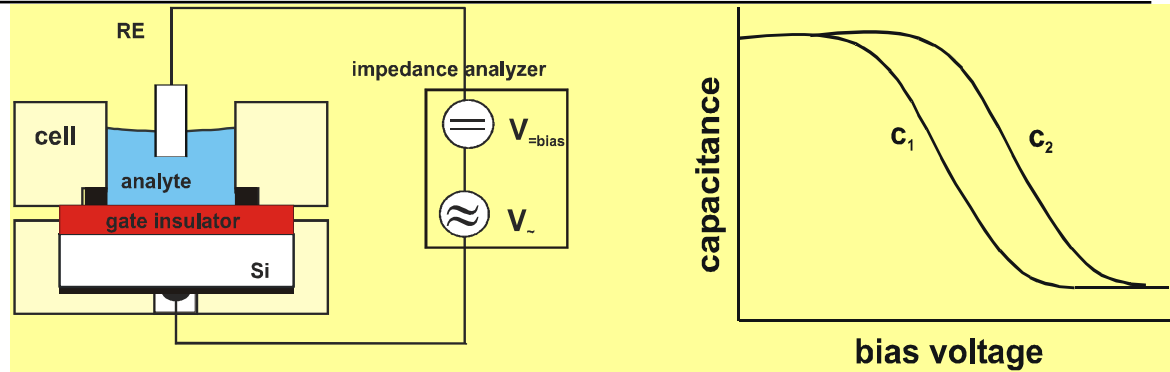 RE
impedance analyzer
cell
V=bias
analyte
V~
gate insulator
Si
capacitance
c1
c2
bias voltage